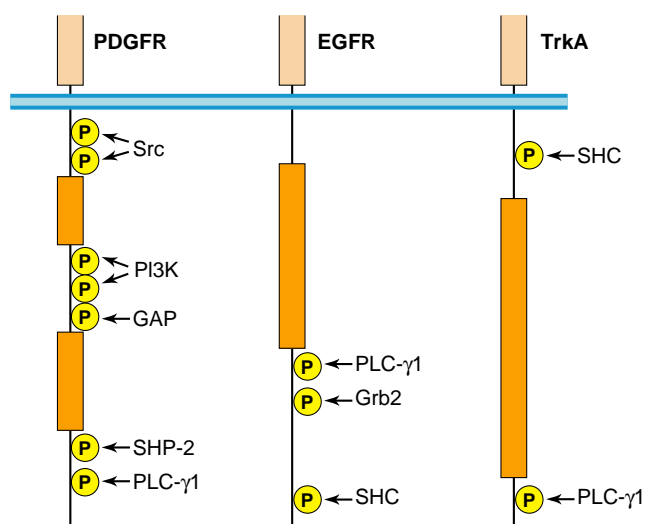 PDGFR EGFR TrkA
P
P Src
P SHC
P
P PI3K
P
P GAP
P PLC-γ1
P Grb2
P SHP-2
P PLC-γ1
P SHC
P PLC-γ1